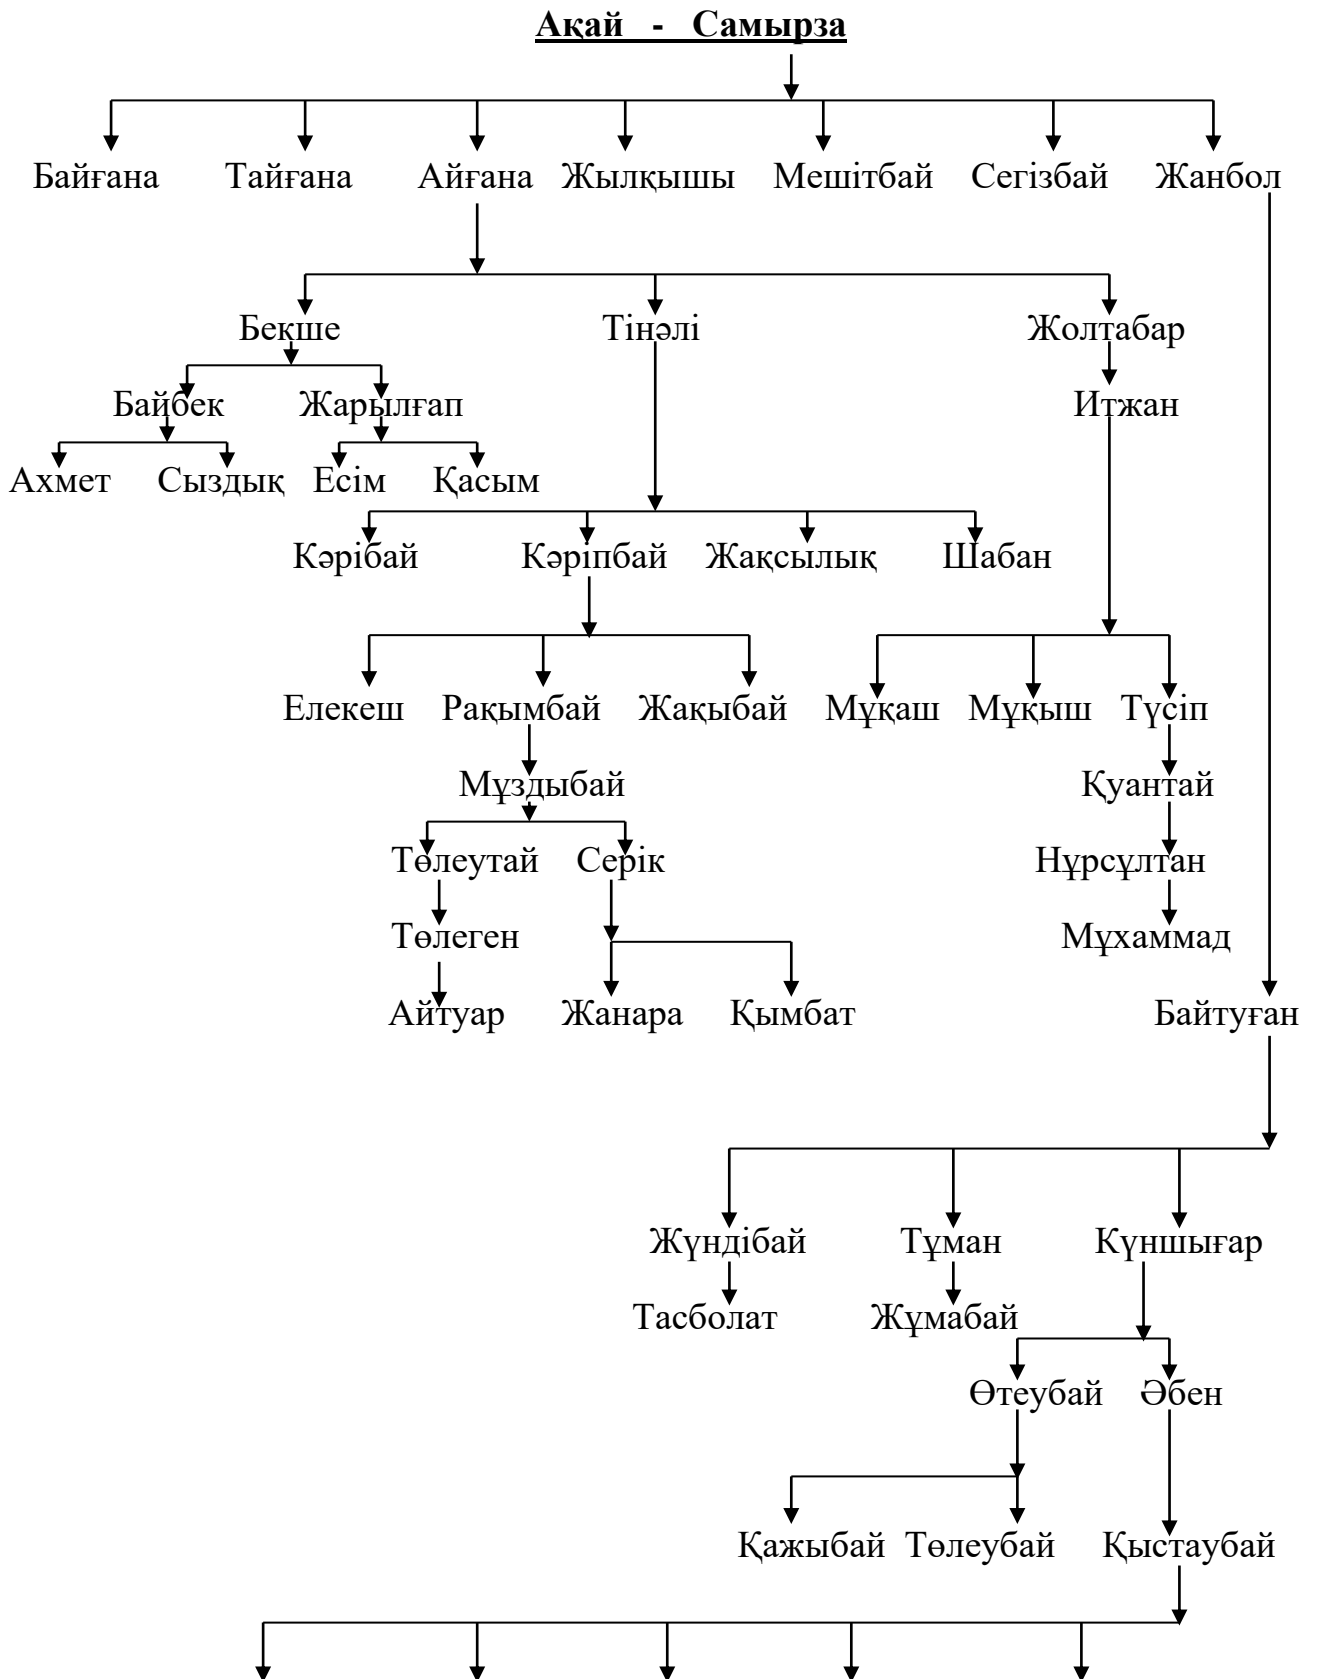 Ақай - Самырза
Байғана Тайғана Айғана Жылқышы Мешітбай Сегізбай Жанбол
Бекше Тінәлі Жолтабар
Байбек Жарылғап Итжан
Ахмет Сыздық Есім Қасым
Кәрібай Кәріпбай Жақсылық Шабан
Елекеш Рақымбай Жақыбай Мұқаш Мұқыш Түсіп
Мұздыбай Қуантай
Төлеутай Серік Нұрсұлтан
Төлеген Мұхаммад
Айтуар Жанара Қымбат Байтуған
Жүндібай Тұман Күншығар
Тасболат Жұмабай
Өтеубай Әбен
Қажыбай Төлеубай Қыстаубай